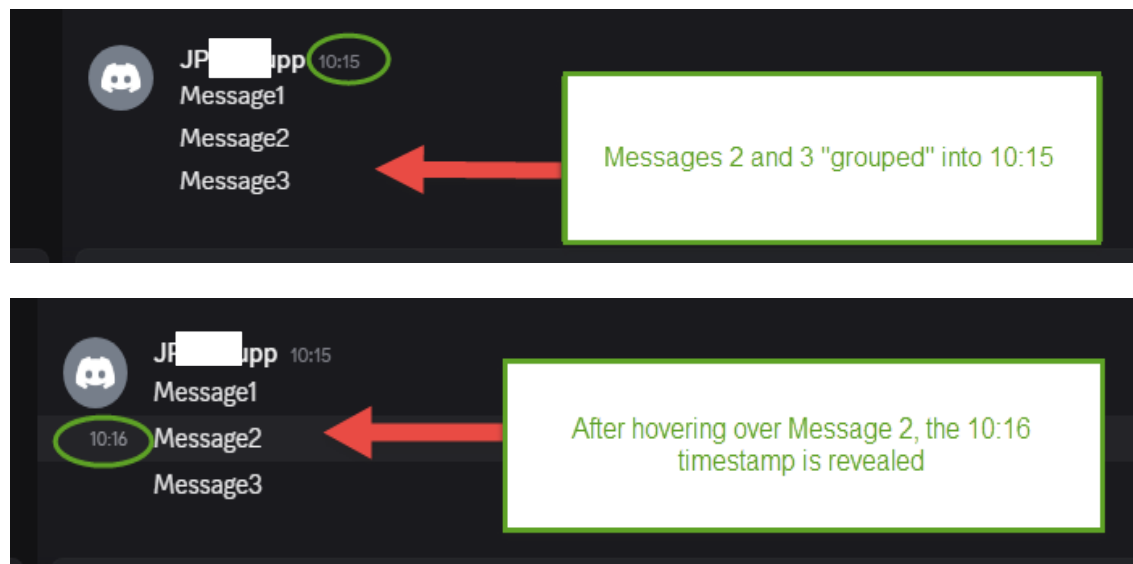 JP upp 10:15
Message1
Message2
Message3
Messages 2 and 3 "grouped" into 10:15
JP upp 10:15
Message1
10:16 Message2
Message3
After hovering over Message 2, the 10:16
timestamp is revealed